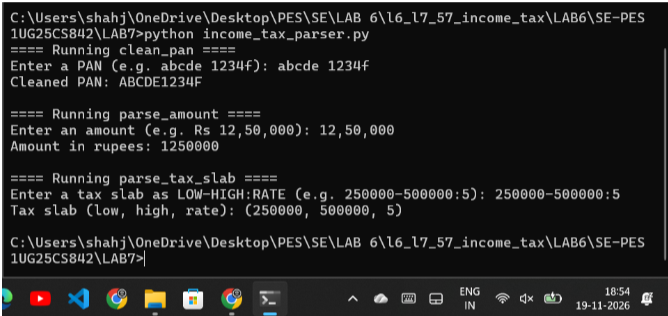 C:\Users\shahj\OneDrive\Desktop\PES\SE\LAB 6\l6_l7_57_income_tax\LAB6\SE-PES
1UG25CS842\LAB7>python income_tax_parser.py
==== Running clean_pan ====
Enter a PAN (e.g. abcde 1234f): abcde 1234f
Cleaned PAN: ABCDE1234F

==== Running parse_amount ====
Enter an amount (e.g. Rs 12,50,000): 12,50,000
Amount in rupees: 1250000

==== Running parse_tax_slab ====
Enter a tax slab as LOW-HIGH:RATE (e.g. 250000-500000:5): 250000-500000:5
Tax slab (low, high, rate): (250000, 500000, 5)

C:\Users\shahj\OneDrive\Desktop\PES\SE\LAB 6\l6_l7_57_income_tax\LAB6\SE-PES
1UG25CS842\LAB7>
ENG
IN
18:54
19-11-2026